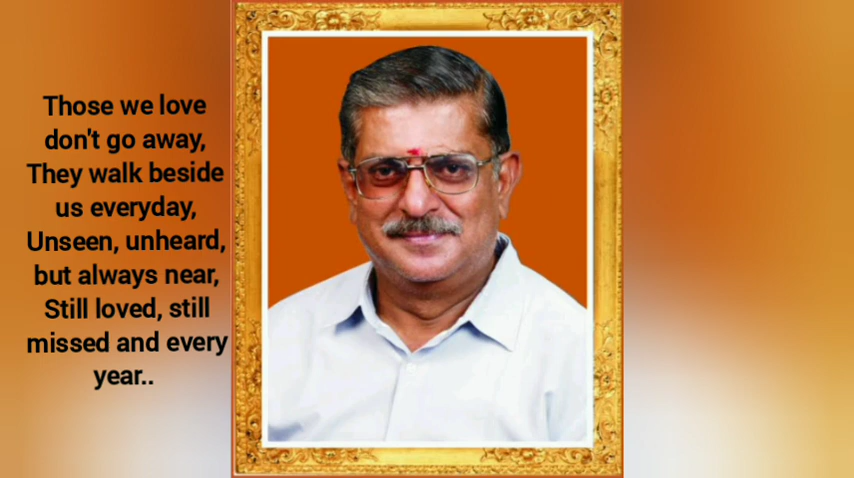 Those we love
don't go away,
They walk beside
us everyday,
Unseen, unheard,
but always near,
Still loved, still
missed and every
year..